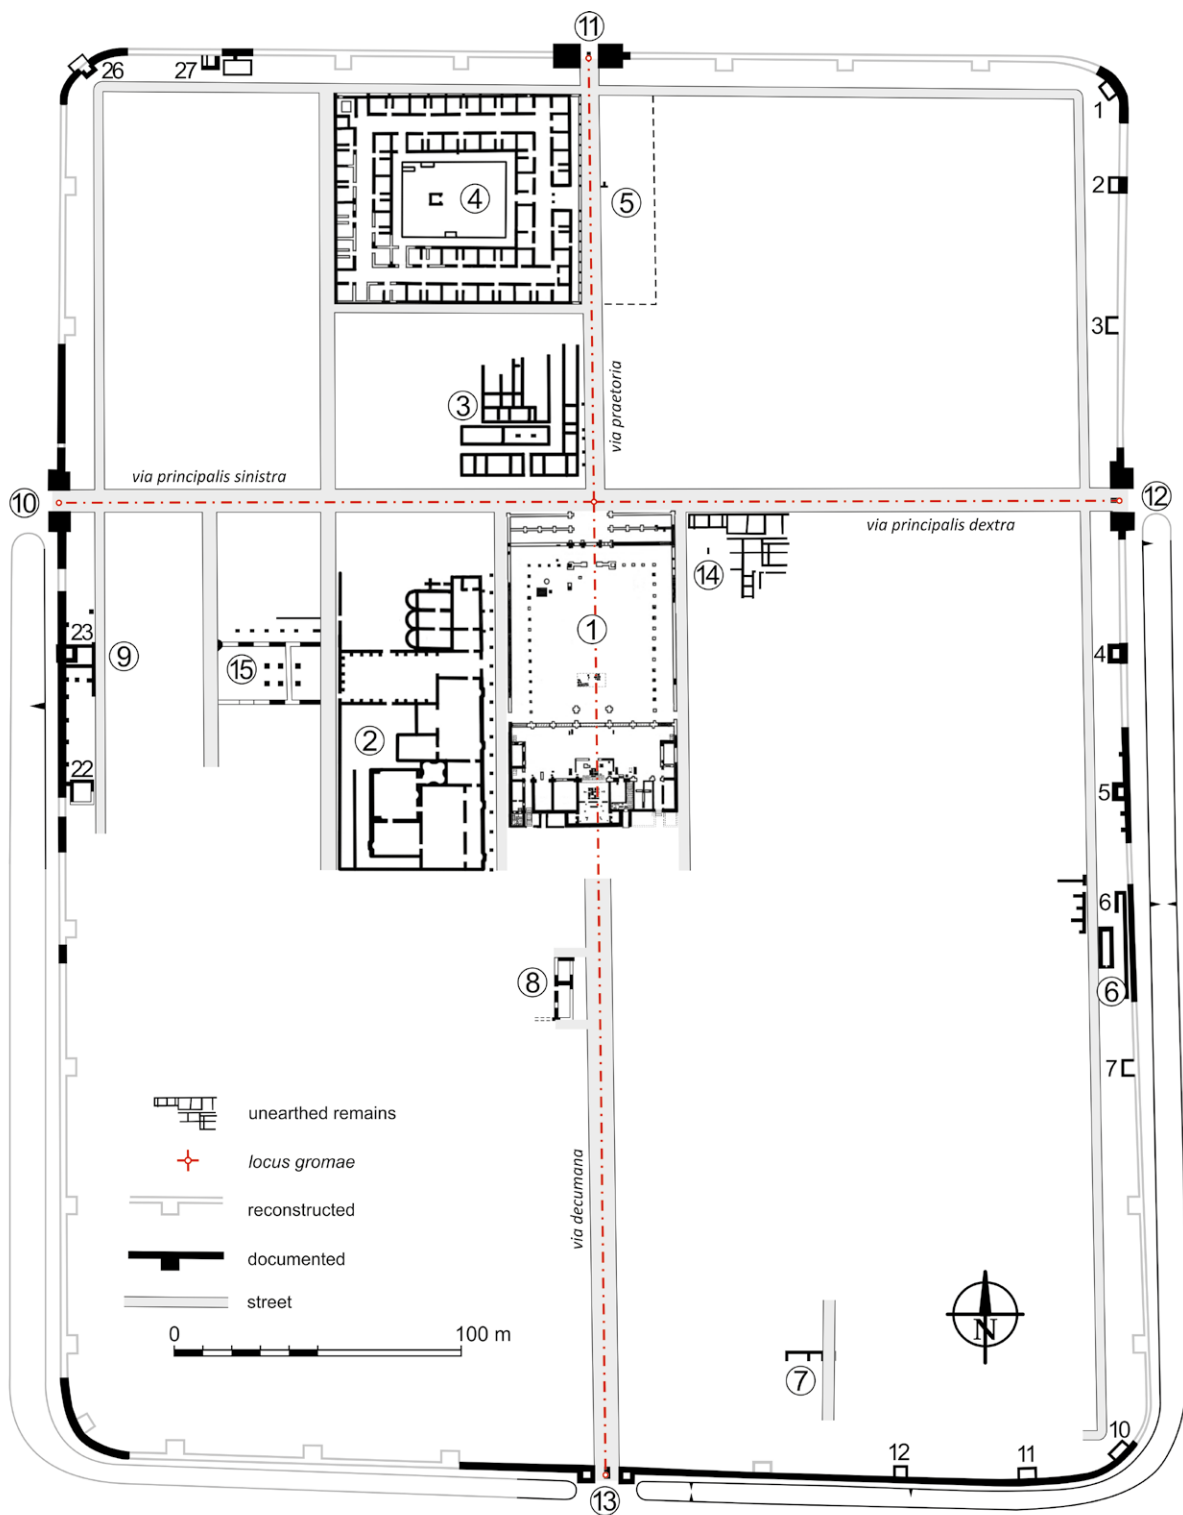 11
26
27
1
2
4
5
3
via praetoria
3
via principalis sinistra
10
12
via principalis dextra
14
1
23
9
15
4
2
22
5
6
8
6
7
unearthed remains
locus gromae
via decumana
reconstructed
documented
street
0
100 m
N
7
10
12
11
13